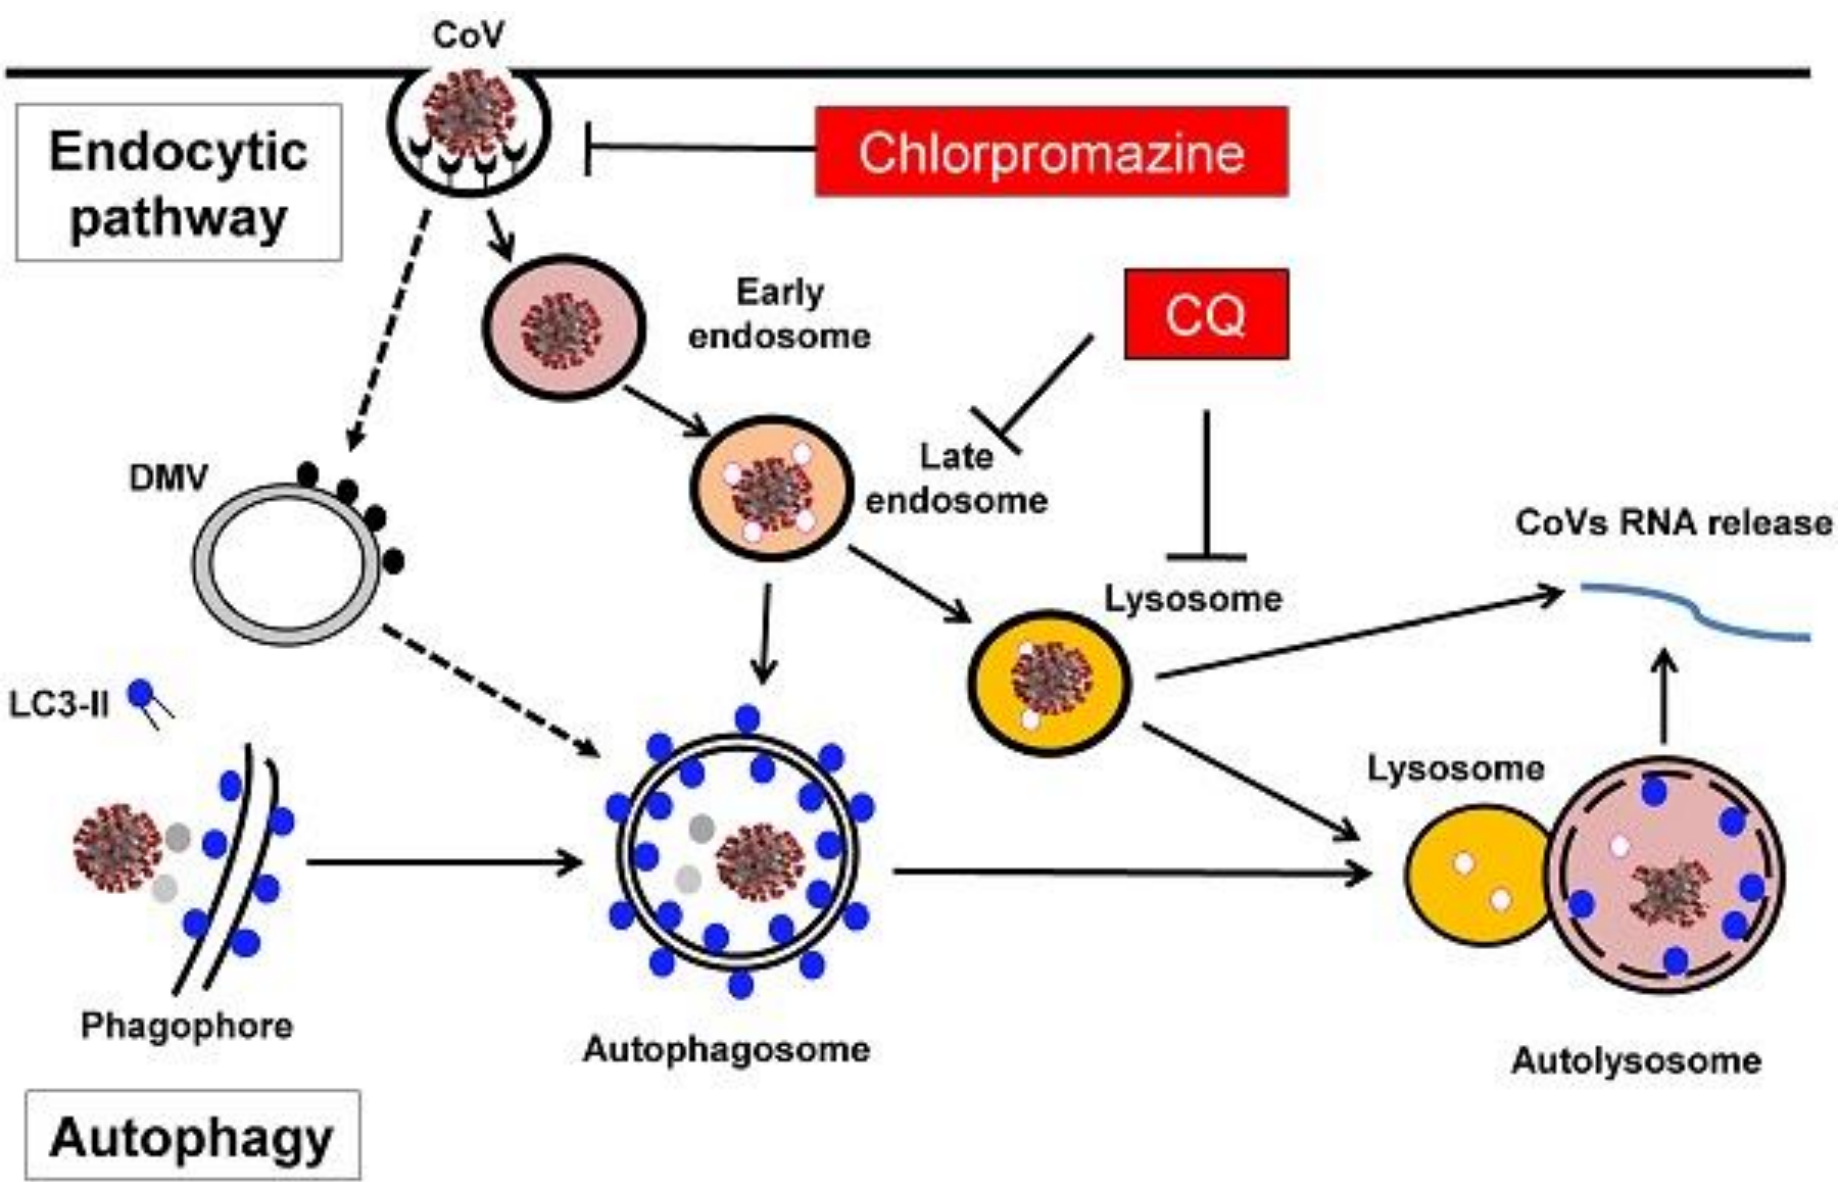 CoV
Endocytic
pathway
Chlorpromazine
Early
endosome
CQ
DMV
Late
endosome
CoVs RNA release
Lysosome
LC3-II
Lysosome
Phagophore
Autophagosome
Autolysosome
Autophagy